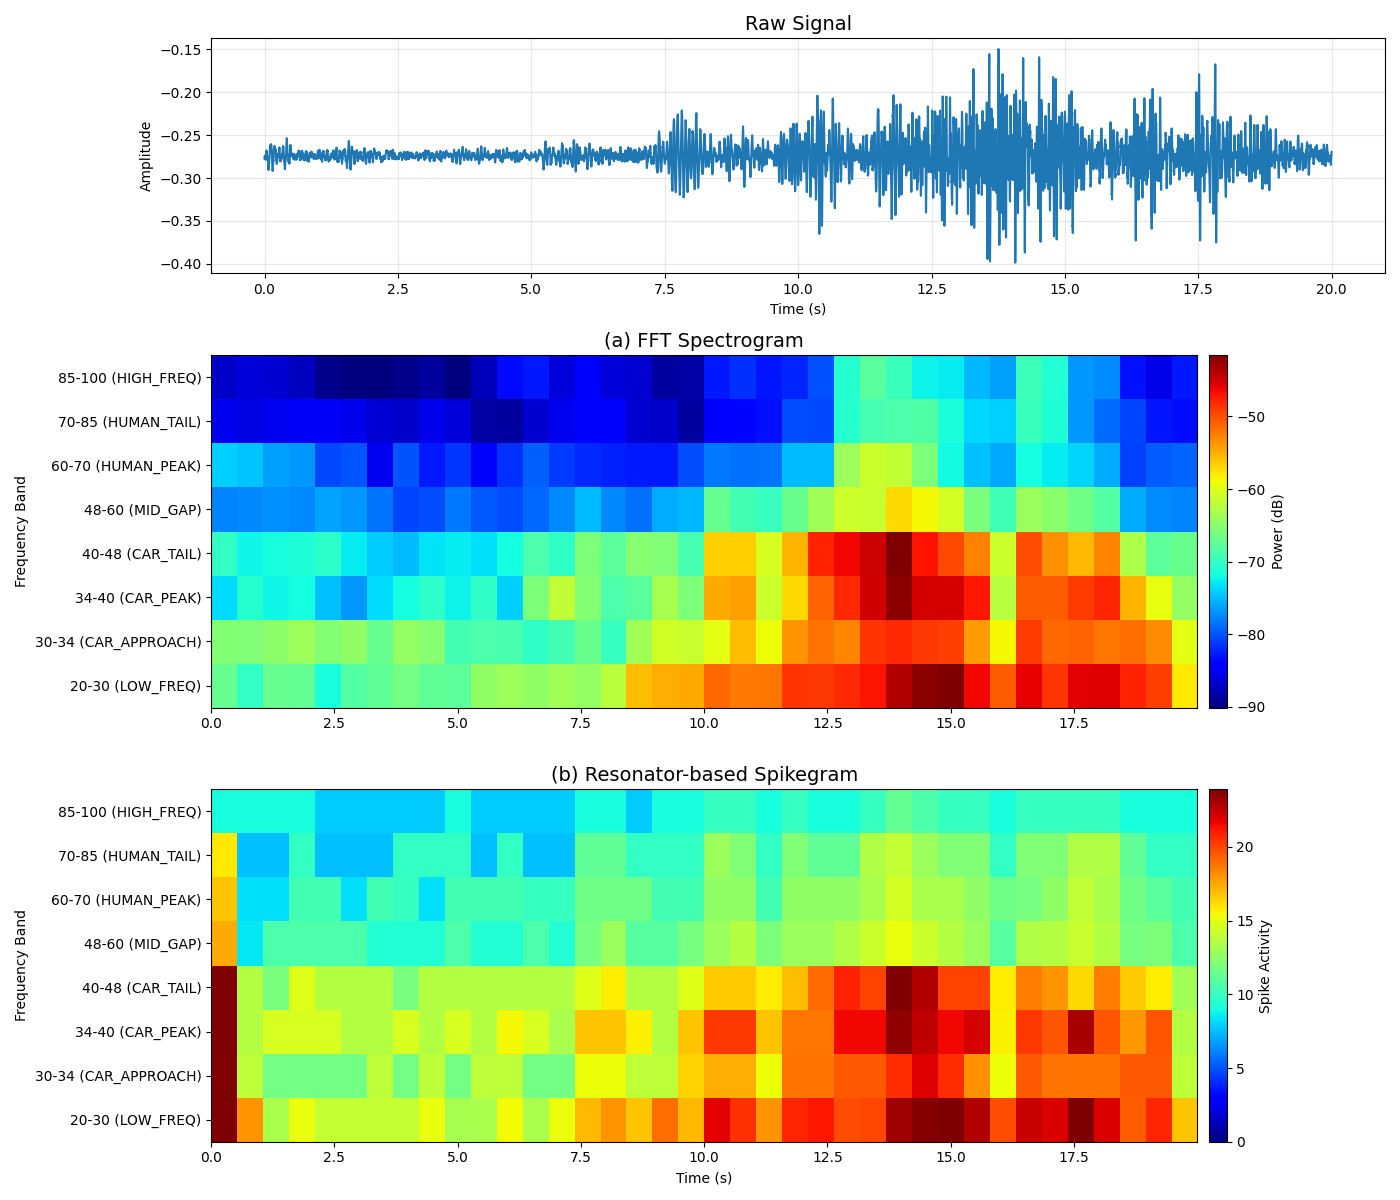 Raw Signal
Amplitude
−0.15
−0.20
−0.25
−0.30
−0.35
−0.40
0.0 2.5 5.0 7.5 10.0 12.5 15.0 17.5 20.0
Time (s)
(a) FFT Spectrogram
Frequency Band
85-100 (HIGH_FREQ)
70-85 (HUMAN_TAIL)
60-70 (HUMAN_PEAK)
48-60 (MID_GAP)
40-48 (CAR_TAIL)
34-40 (CAR_PEAK)
30-34 (CAR_APPROACH)
20-30 (LOW_FREQ)
0.0 2.5 5.0 7.5 10.0 12.5 15.0 17.5
−50
−60
−70
−80
−90
Power (dB)
(b) Resonator-based Spikegram
Frequency Band
85-100 (HIGH_FREQ)
70-85 (HUMAN_TAIL)
60-70 (HUMAN_PEAK)
48-60 (MID_GAP)
40-48 (CAR_TAIL)
34-40 (CAR_PEAK)
30-34 (CAR_APPROACH)
20-30 (LOW_FREQ)
0.0 2.5 5.0 7.5 10.0 12.5 15.0 17.5
Time (s)
20
15
10
5
0
Spike Activity